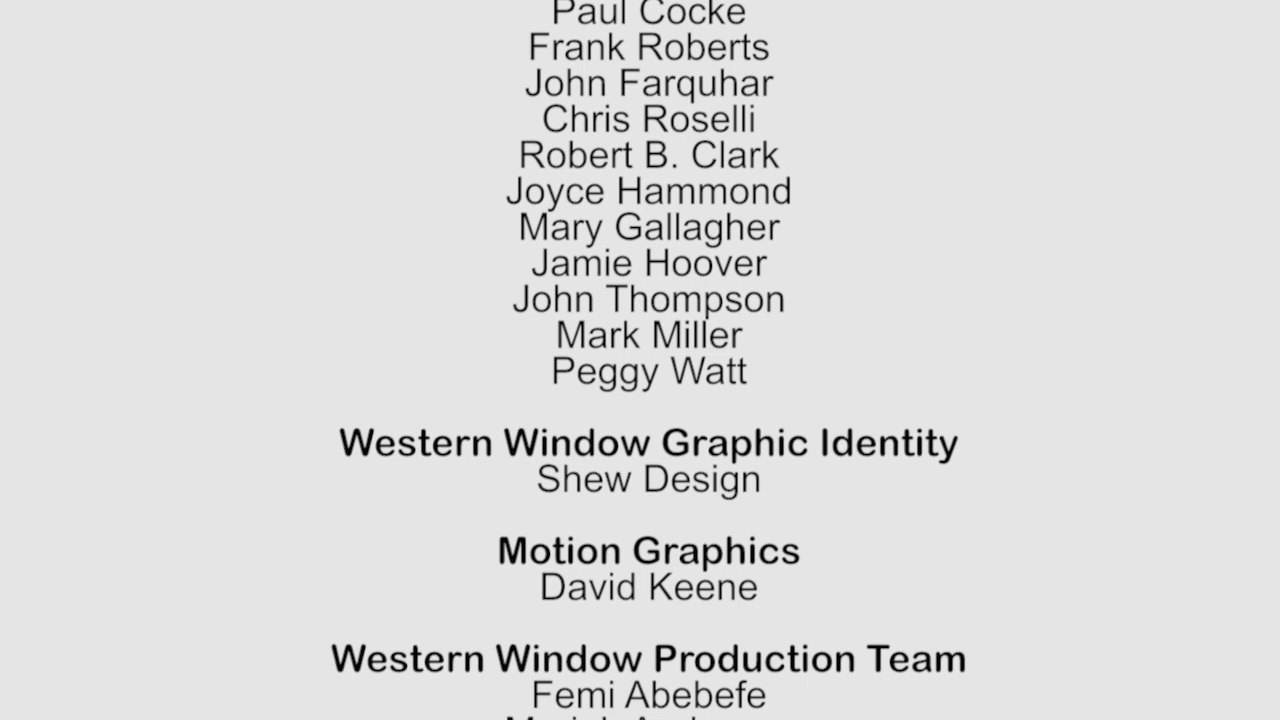 Paul Cocke
Frank Roberts
John Farquhar
Chris Roselli
Robert B. Clark
Joyce Hammond
Mary Gallagher
Jamie Hoover
John Thompson
Mark Miller
Peggy Watt
Western Window Graphic Identity
Shew Design
Motion Graphics
David Keene
Western Window Production Team
Femi Abebefe